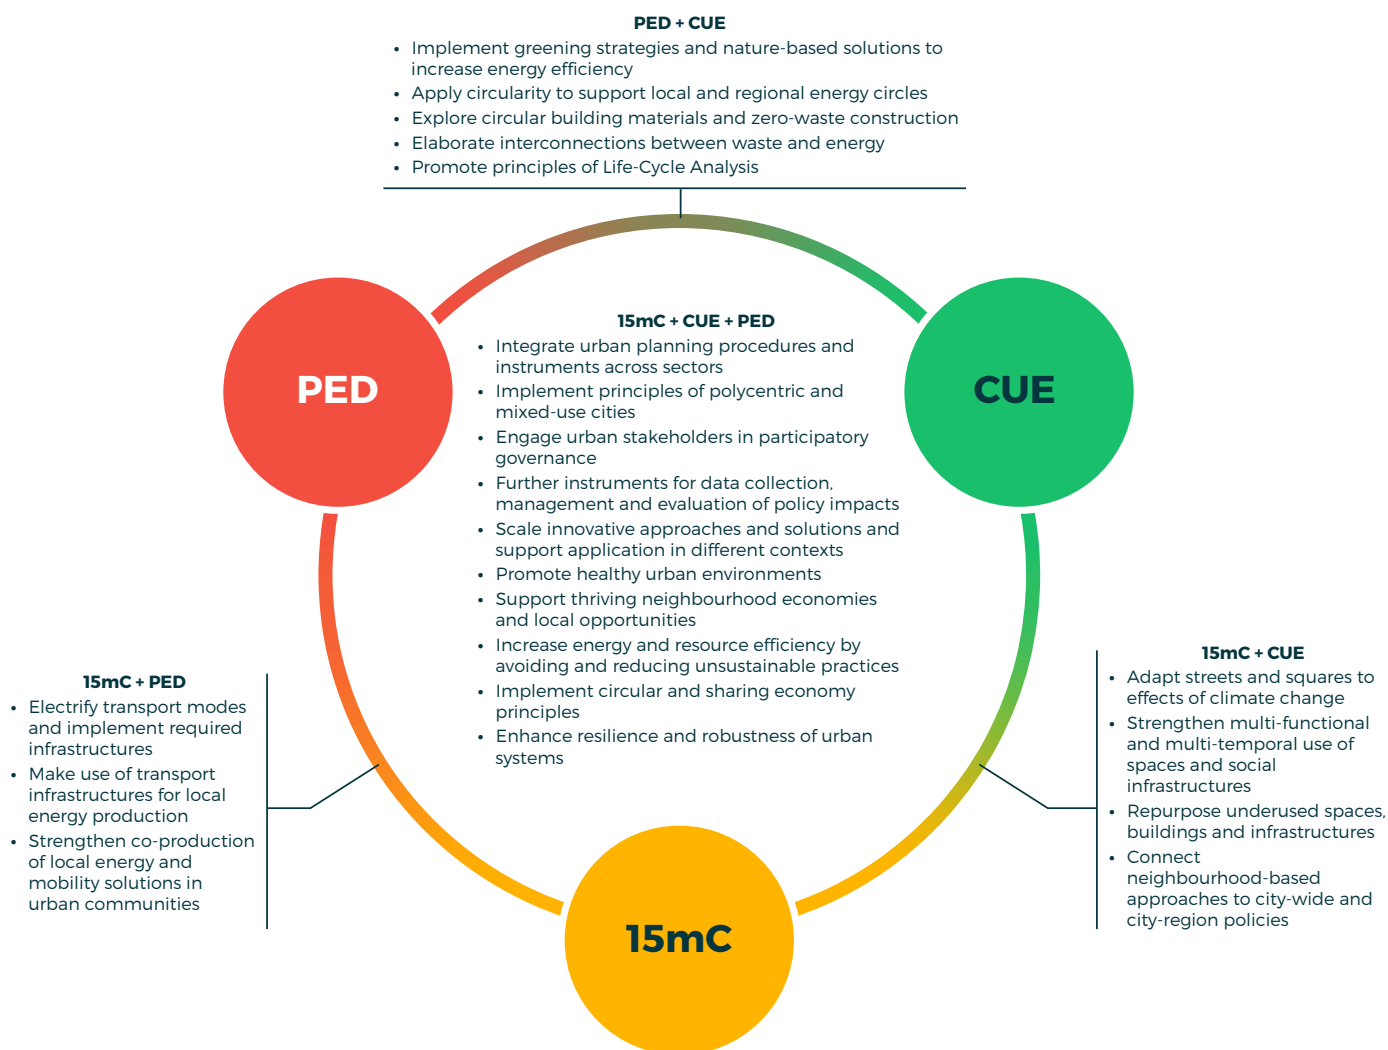 PED + CUE
• Implement greening strategies and nature-based solutions to
increase energy efficiency
• Apply circularity to support local and regional energy circles
• Explore circular building materials and zero-waste construction
• Elaborate interconnections between waste and energy
• Promote principles of Life-Cycle Analysis
PED
CUE
15mC + CUE + PED
• Integrate urban planning procedures and
instruments across sectors
• Implement principles of polycentric and
mixed-use cities
• Engage urban stakeholders in participatory
governance
• Further instruments for data collection,
management and evaluation of policy impacts
• Scale innovative approaches and solutions and
support application in different contexts
• Promote healthy urban environments
• Support thriving neighbourhood economies
and local opportunities
• Increase energy and resource efficiency by
avoiding and reducing unsustainable practices
• Implement circular and sharing economy
principles
• Enhance resilience and robustness of urban
systems
15mC + PED
• Electrify transport modes
and implement required
infrastructures
• Make use of transport
infrastructures for local
energy production
• Strengthen co-production
of local energy and
mobility solutions in
urban communities
15mC + CUE
• Adapt streets and squares to
effects of climate change
• Strengthen multi-functional
and multi-temporal use of
spaces and social
infrastructures
• Repurpose underused spaces,
buildings and infrastructures
• Connect
neighbourhood-based
approaches to city-wide and
city-region policies
15mC